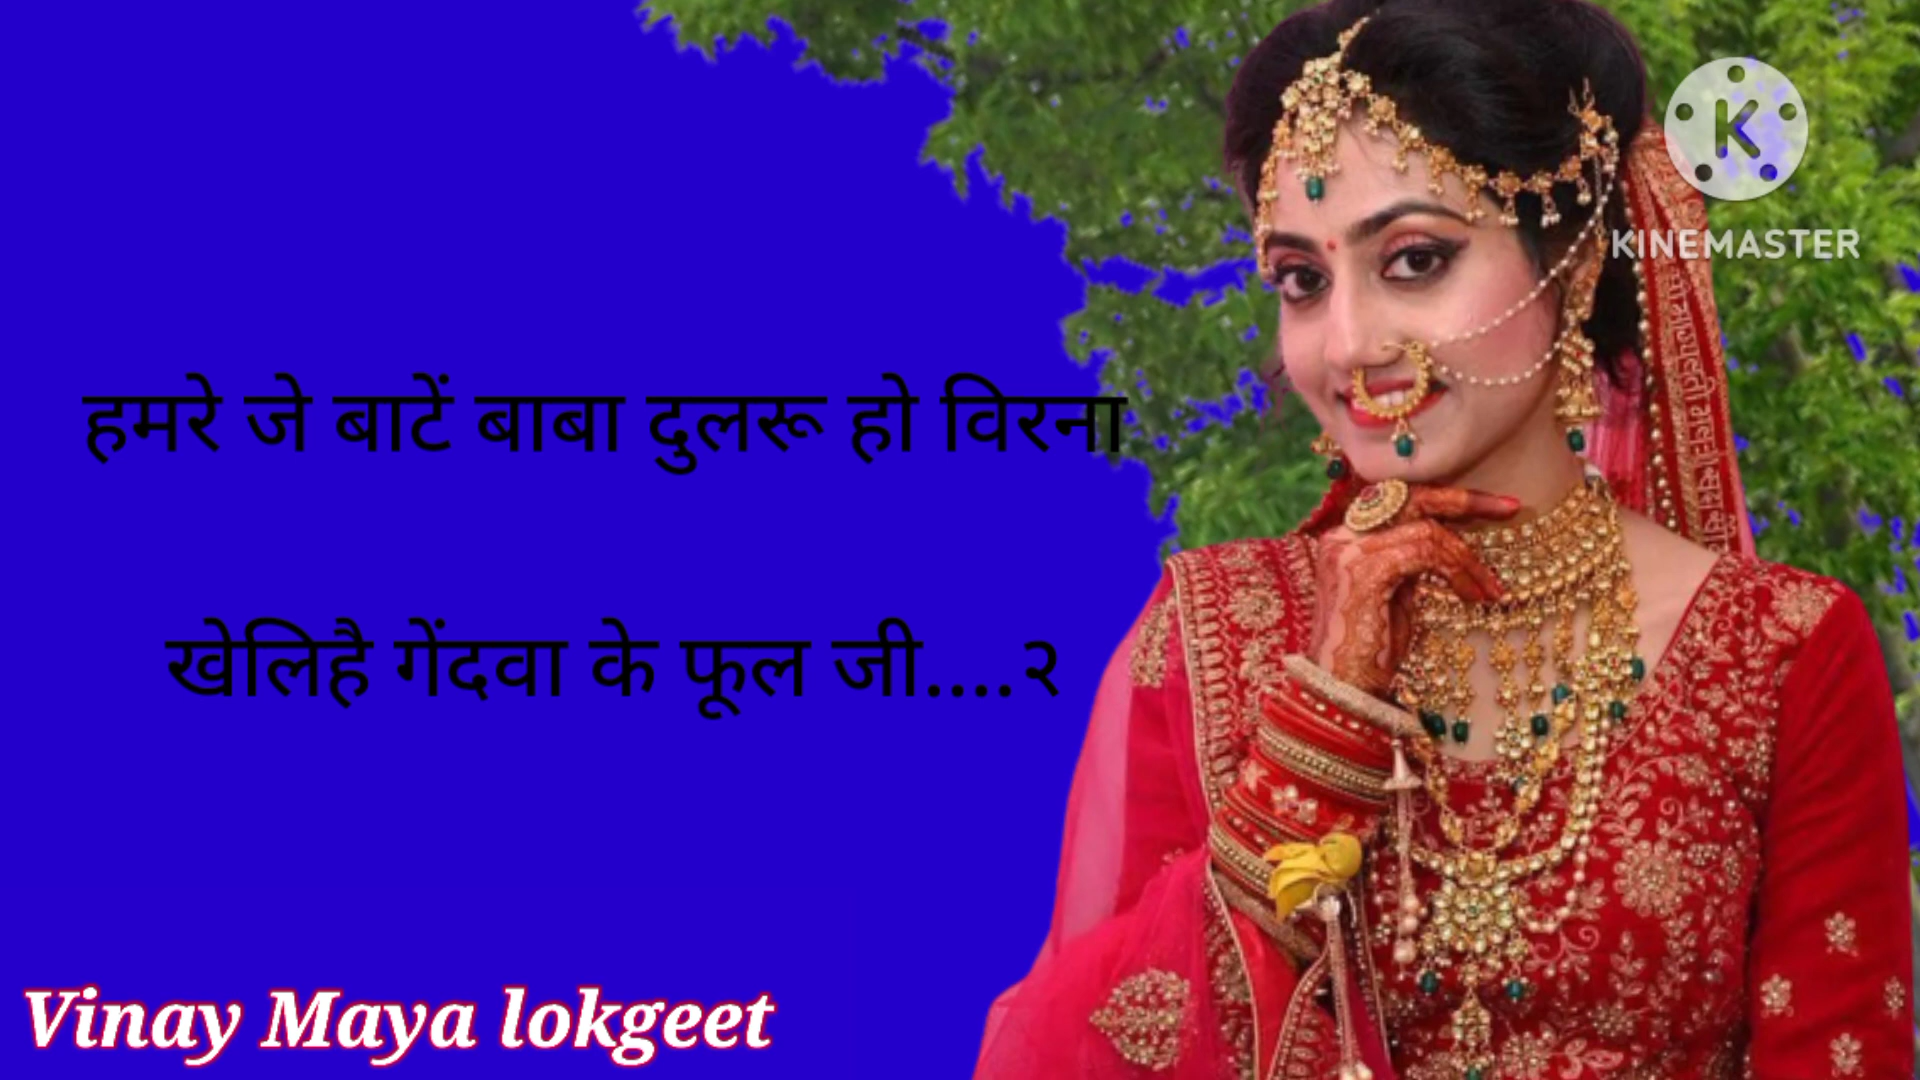 हमरे जे बाटें बाबा दुलरू हो विरना
खेलिहै गेंदवा के फूल जी....२
KINEMASTER
Vinay Maya lokgeet